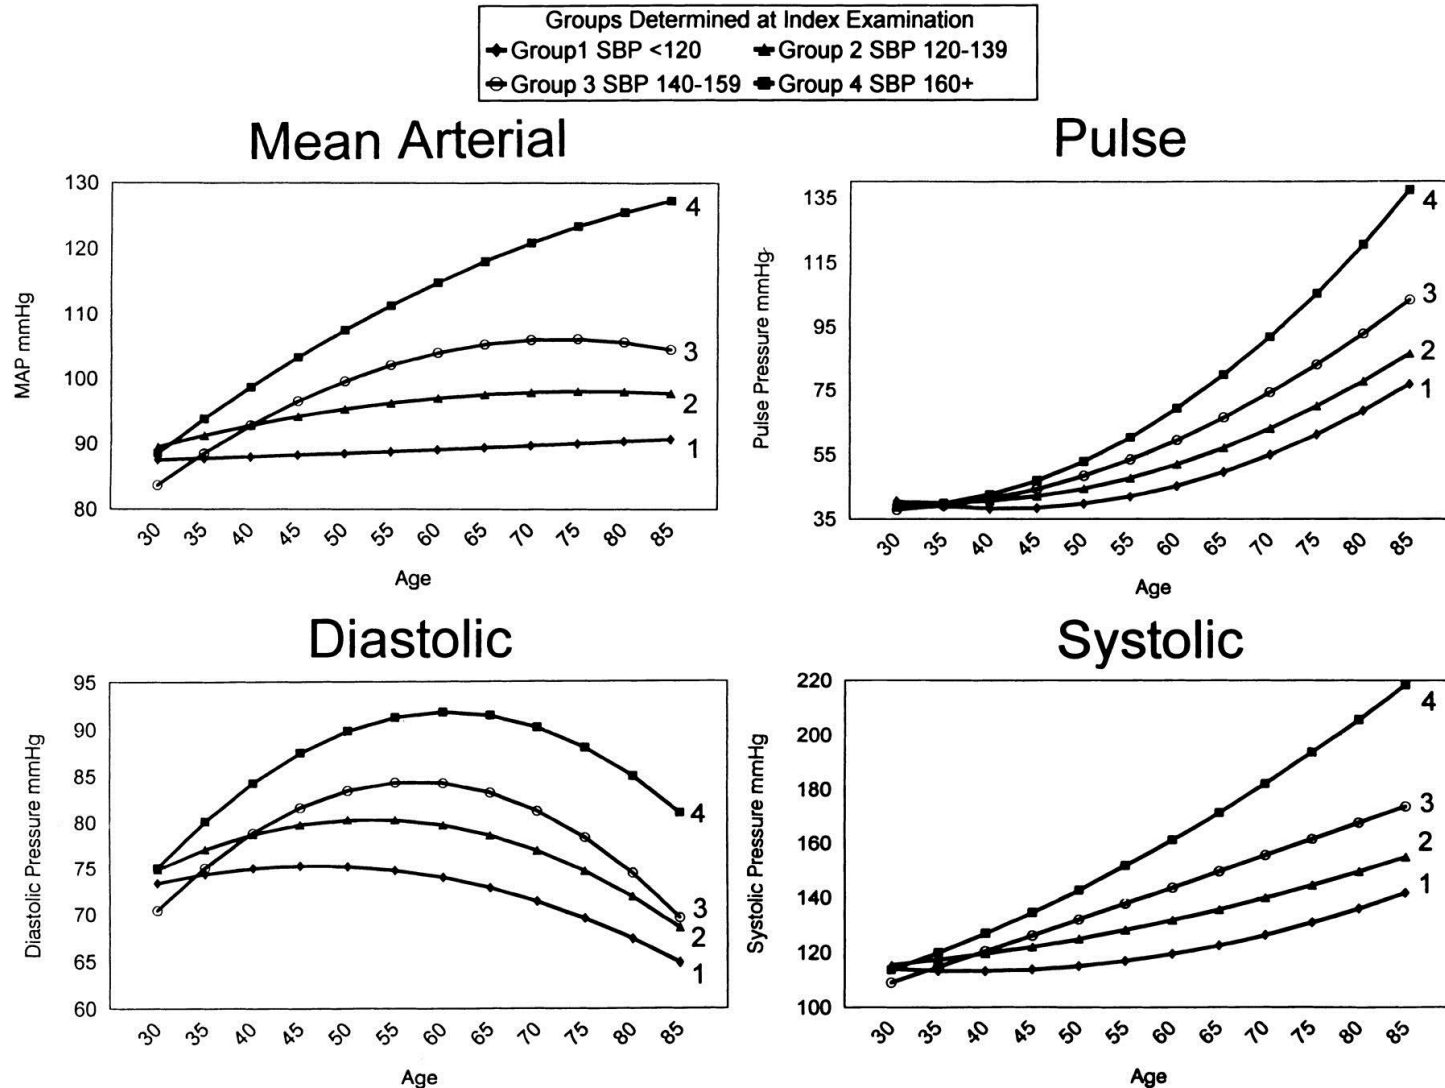 Groups Determined at Index Examination
Group1 SBP <120 Group 2 SBP 120-139
Group 3 SBP 140-159 Group 4 SBP 160+
Mean Arterial
MAP mmHg
130
120
110
100
90
80
4
3
2
1
30 35 40 45 50 55 60 65 70 75 80 85
Age
Pulse
Pulse Pressure mmHg
135
115
95
75
55
35
4
3
2
1
30 35 40 45 50 55 60 65 70 75 80 85
Age
Diastolic
Diastolic Pressure mmHg
95
90
85
80
75
70
65
60
4
3
2
1
30 35 40 45 50 55 60 65 70 75 80 85
Age
Systolic
Systolic Pressure mmHg
220
200
180
160
140
120
100
4
3
2
1
30 35 40 45 50 55 60 65 70 75 80 85
Age